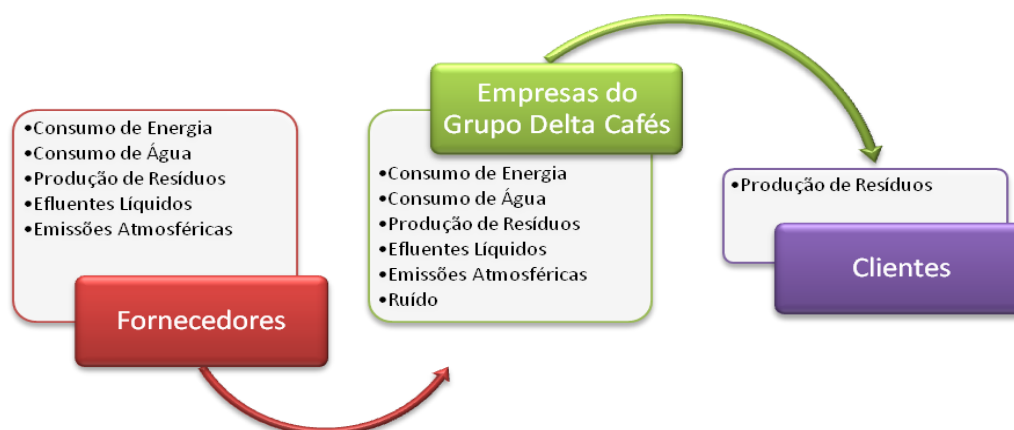 •Consumo de Energia
•Consumo de Água
•Produção de Resíduos
•Efluentes Líquidos
•Emissões Atmosféricas
Fornecedores
Empresas do
Grupo Delta Cafés
•Consumo de Energia
•Consumo de Água
•Produção de Resíduos
•Efluentes Líquidos
•Emissões Atmosféricas
•Ruído
•Produção de Resíduos
Clientes